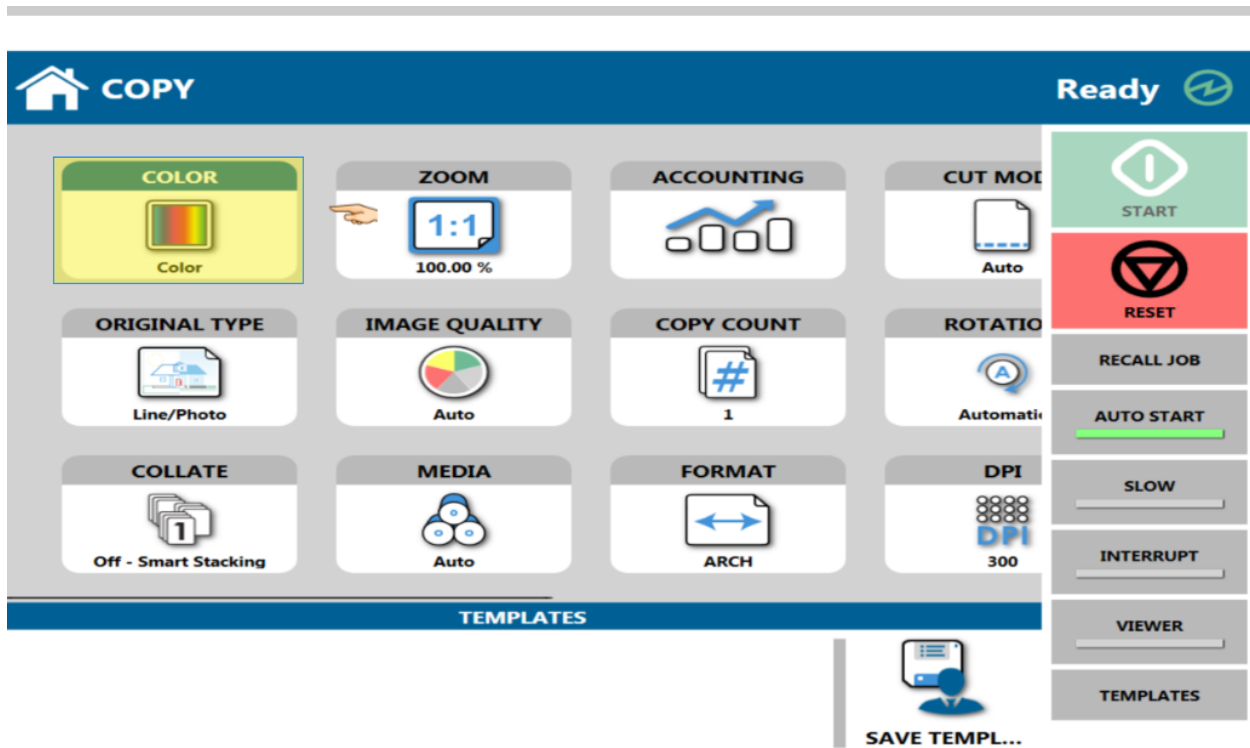 COPY
Ready
COLOR
Color
ZOOM
1:1
100.00 %
ACCOUNTING
CUT MOD
Auto
ORIGINAL TYPE
Line/Photo
IMAGE QUALITY
Auto
COPY COUNT
#
1
ROTATIO
A
Automati
COLLATE
1
Off - Smart Stacking
MEDIA
Auto
FORMAT
ARCH
DPI
DPI
300
TEMPLATES
SAVE TEMPL...
START
RESET
RECALL JOB
AUTO START
SLOW
INTERRUPT
VIEWER
TEMPLATES